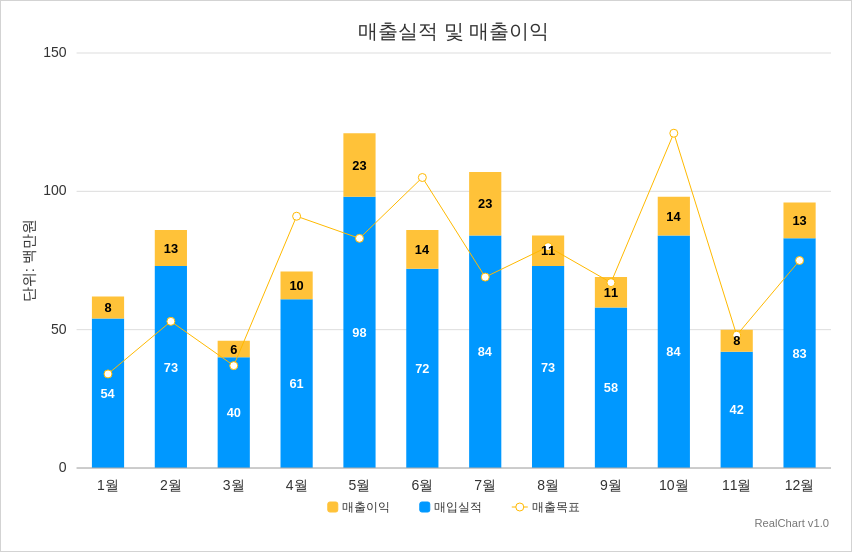 매출실적 및 매출이익
단위: 백만원
150
100
50
0
8 13 6 10 23 14 23 11 11 14 8 13
54 73 40 61 98 72 84 73 58 84 42 83
1월 2월 3월 4월 5월 6월 7월 8월 9월 10월 11월 12월
매출이익 매입실적 매출목표
RealChart v1.0